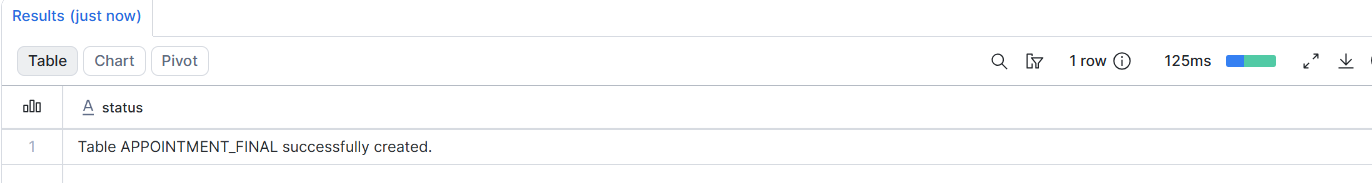 Results (just now)
Table Chart Pivot 1 row 125ms
A status
1 Table APPOINTMENT_FINAL successfully created.